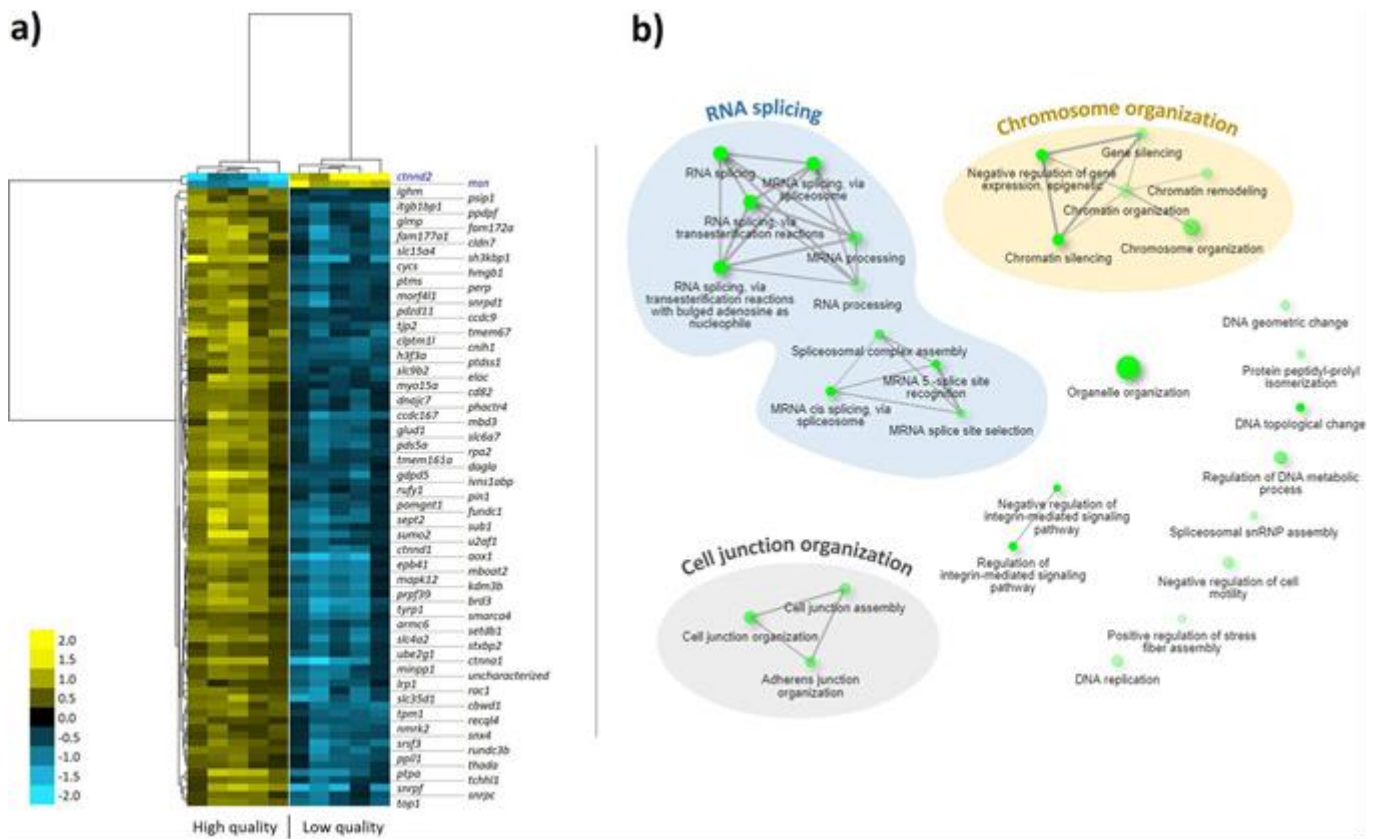 a)
ctnnd2
msn
ighm
psip1
itgb1bp1
ppdpf
glmp
fam172a
fam177a1
cldn7
slc15a4
sh3kbp1
cycs
hmgb1
ptms
perp
morf4l1
snrpd1
pdzd11
ccdc9
tjp2
tmem67
clptm1l
cnih1
h3f3a
ptdss1
slc9b2
elac
myo15a
cd82
dnajc7
phactr4
ccdc167
mbd3
glud1
slc6a7
pds5a
rpa2
tmem161a
dagla
gdpd5
ivns1abp
rufy1
pin1
pomgnt1
fundc1
sept2
sub1
sumo2
u2af1
ctnnd1
aox1
epb41
mboat2
mapk12
kdm3b
prpf39
brd3
tyrp1
smarca4
armc6
setdb1
slc4a2
stxbp2
ube2g1
ctnna1
minpp1
uncharacterized
lrp1
rac1
slc35d1
cbwd1
tpm1
recql4
nmrk2
snx4
srsf3
rundc3b
ppil1
thada
ptpa
tchhl1
snrpf
snrpc
top1
2.0
1.5
1.0
0.5
0.0
-0.5
-1.0
-1.5
-2.0
High quality | Low quality
b)
RNA splicing
RNA splicing
MRNA splicing, via
spliceosome
RNA splicing, via
transesterification reactions
MRNA processing
RNA splicing, via
transesterification reactions
with bulged adenosine as
nucleophile
RNA processing
Spliceosomal complex assembly
MRNA 5.-splice site
recognition
MRNA cis splicing, via
spliceosome
MRNA splice site selection
Chromosome organization
Gene silencing
Negative regulation of gene
expression, epigenetic
Chromatin remodeling
Chromatin organization
Chromosome organization
Chromatin silencing
DNA geometric change
Protein peptidyl-prolyl
isomerization
Organelle organization
DNA topological change
Regulation of DNA metabolic
process
Negative regulation of
integrin-mediated signaling
pathway
Spliceosomal snRNP assembly
Regulation of
integrin-mediated signaling
pathway
Negative regulation of cell
motility
Positive regulation of stress
fiber assembly
DNA replication
Cell junction organization
Cell junction assembly
Cell junction organization
Adherens junction
organization